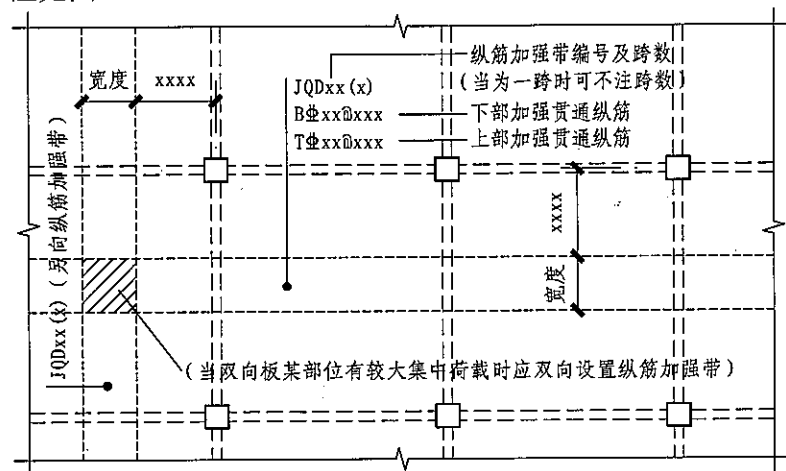 纵筋加强带编号及跨数
宽度 xxxx
JQDxx(x)
(当为一跨时可不注跨数)
B⏀xx@xxx 下部加强贯通纵筋
T⏀xx@xxx 上部加强贯通纵筋
JQDxx(x)(另向纵筋加强带)
xxxx
宽度
(当双向板某部位有较大集中荷载时应双向设置纵筋加强带)